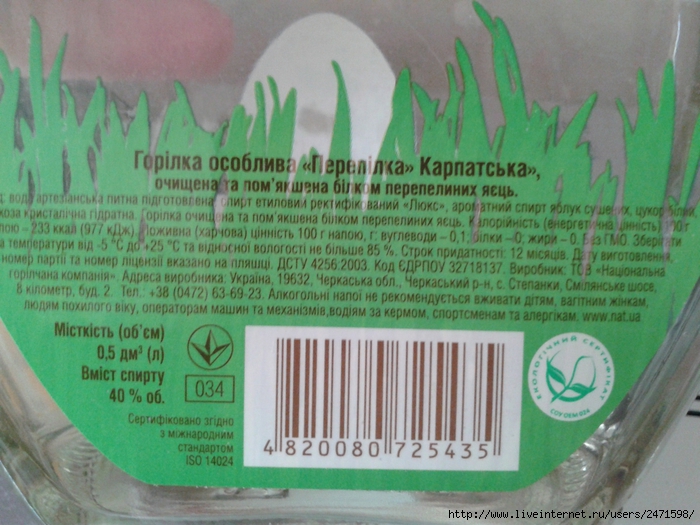 Горілка особлива «Перепілка» Карпатська»,
очищена та пом'якшена білком перепелиних яєць.
д: вода артезіанська питна підготовлена, спирт етиловий ректифікований «Люкс», ароматний спирт яблук сушених, цукор білий
коза кристалічна гідратна. Горілка очищена та пом'якшена білком перепелиних яєць. Калорійність (енергетична цінність) 100 г
пою – 233 ккал (977 кДж). Поживна (харчова) цінність 100 г напою, г: вуглеводи – 0,1, білки – 0, жири – 0. Без ГМО. Зберігати
а температури від -5 °С до +25 °С та відносної вологості не більше 85 %. Строк придатності: 12 місяців. Дату виготовлення,
номер партії та номер ліцензії вказано на пляшці. ДСТУ 4256:2003. Код ЄДРПОУ 32718137. Виробник: ТОВ «Національна
горілчана компанія». Адреса виробника: Україна, 19632, Черкаська обл., Черкаський р-н, с. Степанки, Смілянське шосе,
8 кілометр, буд. 2. Тел.: +38 (0472) 63-69-23. Алкогольні напої не рекомендується вживати дітям, вагітним жінкам,
людям похилого віку, операторам машин та механізмів,водіям за кермом, спортсменам та алергікам. www.nat.ua
Місткість (об'єм)
0,5 дм³ (л)
Вміст спирту
40 % об.
034
Сертифіковано згідно
з міжнародним
стандартом
ISO 14024
4 820080 725435
ЕКОЛОГІЧНИЙ СЕРТИФІКАТ
http://www.liveinternet.ru/users/2471598/